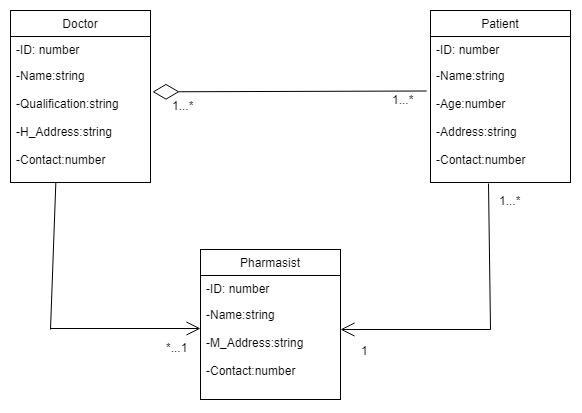 Doctor
-ID: number
-Name:string
-Qualification:string
-H_Address:string
-Contact:number
1...*
1...*
Patient
-ID: number
-Name:string
-Age:number
-Address:string
-Contact:number
1...*
Pharmasist
-ID: number
-Name:string
-M_Address:string
-Contact:number
*...1
1